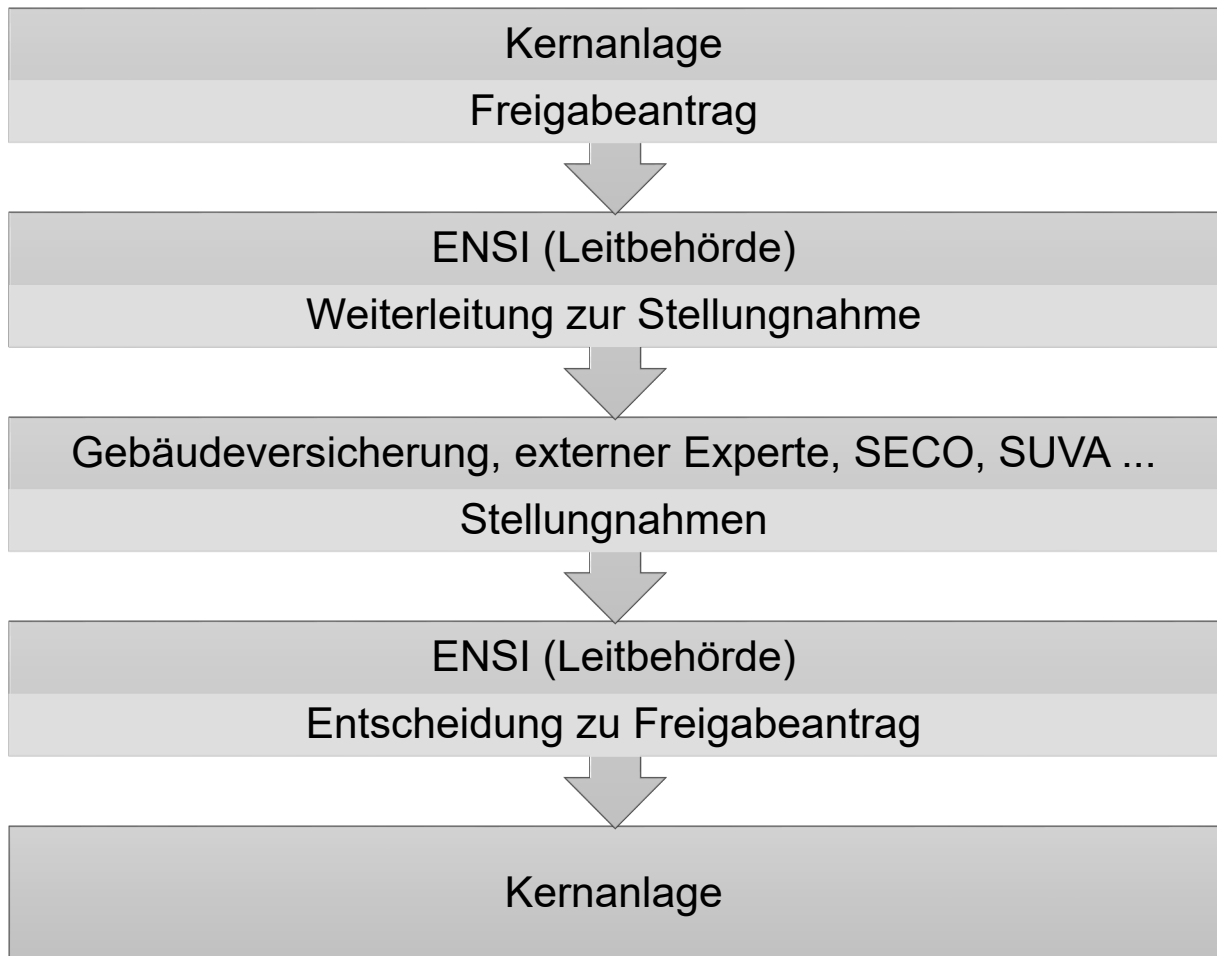 Kernanlage
Freigabeantrag
ENSI (Leitbehörde)
Weiterleitung zur Stellungnahme
Gebäudeversicherung, externer Experte, SECO, SUVA ...
Stellungnahmen
ENSI (Leitbehörde)
Entscheidung zu Freigabeantrag
Kernanlage